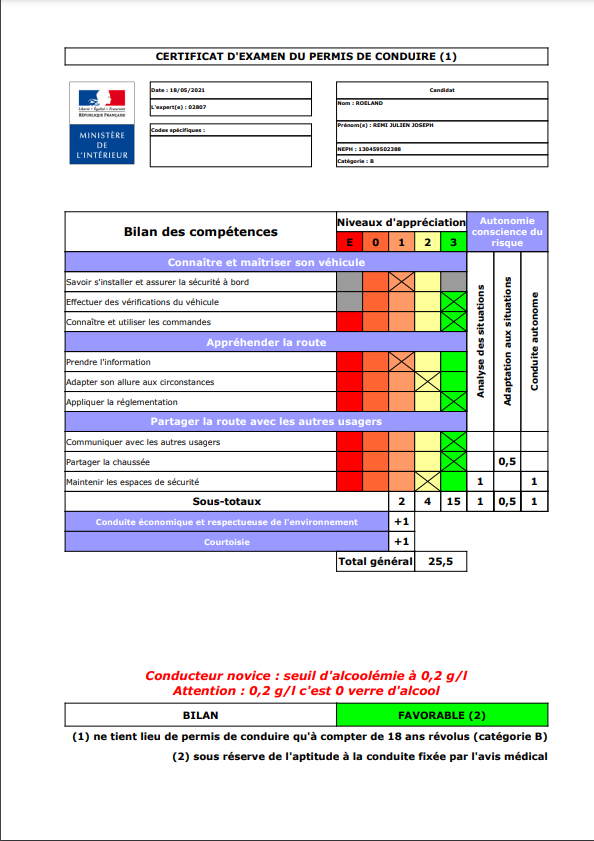 CERTIFICAT D'EXAMEN DU PERMIS DE CONDUIRE (1)
Liberté • Égalité • Fraternité
RÉPUBLIQUE FRANÇAISE
MINISTÈRE
DE
L'INTÉRIEUR
Date : 18/05/2021
L'expert(e) : 02807
Codes spécifiques :
Candidat
Nom : ROELAND
Prénom(s) : REMI JULIEN JOSEPH
NEPH : 130459502388
Catégorie : B
Bilan des compétences
Niveaux d'appréciation
E 0 1 2 3
Autonomie
conscience du
risque
Analyse des situations
Adaptation aux situations
Conduite autonome
Connaître et maîtriser son véhicule
Savoir s'installer et assurer la sécurité à bord
Effectuer des vérifications du véhicule
Connaître et utiliser les commandes
Appréhender la route
Prendre l'information
Adapter son allure aux circonstances
Appliquer la réglementation
Partager la route avec les autres usagers
Communiquer avec les autres usagers
Partager la chaussée 0,5
Maintenir les espaces de sécurité 1 1
Sous-totaux 2 4 15 1 0,5 1
Conduite économique et respectueuse de l'environnement +1
Courtoisie +1
Total général 25,5
Conducteur novice : seuil d'alcoolémie à 0,2 g/l
Attention : 0,2 g/l c'est 0 verre d'alcool
BILAN FAVORABLE (2)
(1) ne tient lieu de permis de conduire qu'à compter de 18 ans révolus (catégorie B)
(2) sous réserve de l'aptitude à la conduite fixée par l'avis médical